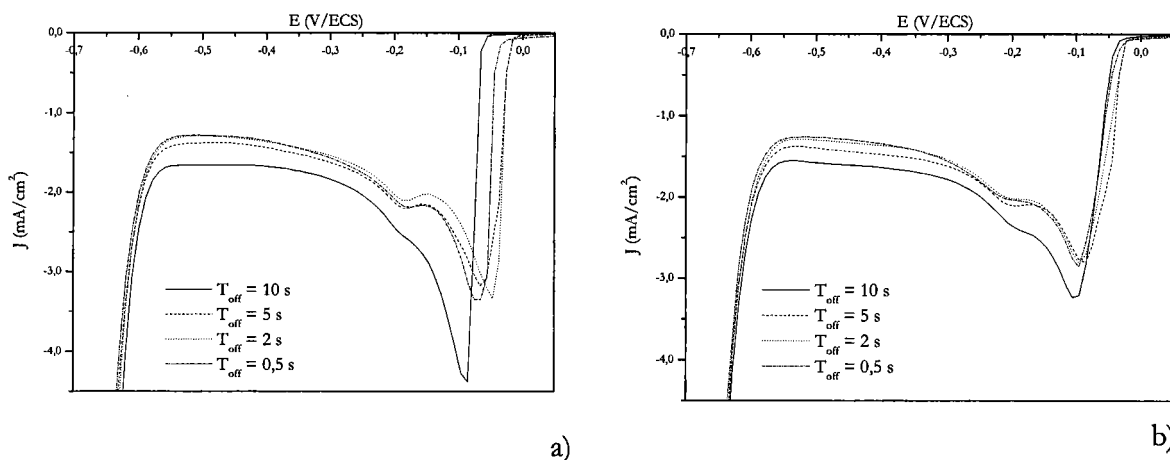 E (V/ECS)
-0,7 -0,6 -0,5 -0,4 -0,3 -0,2 -0,1 0,0
0,0
-1,0
-2,0
-3,0
-4,0
J (mA/cm²)
T_off = 10 s
T_off = 5 s
T_off = 2 s
T_off = 0,5 s
a)
E (V/ECS)
-0,7 -0,6 -0,5 -0,4 -0,3 -0,2 -0,1 0,0
0,0
-1,0
-2,0
-3,0
-4,0
J (mA/cm²)
T_off = 10 s
T_off = 5 s
T_off = 2 s
T_off = 0,5 s
b)